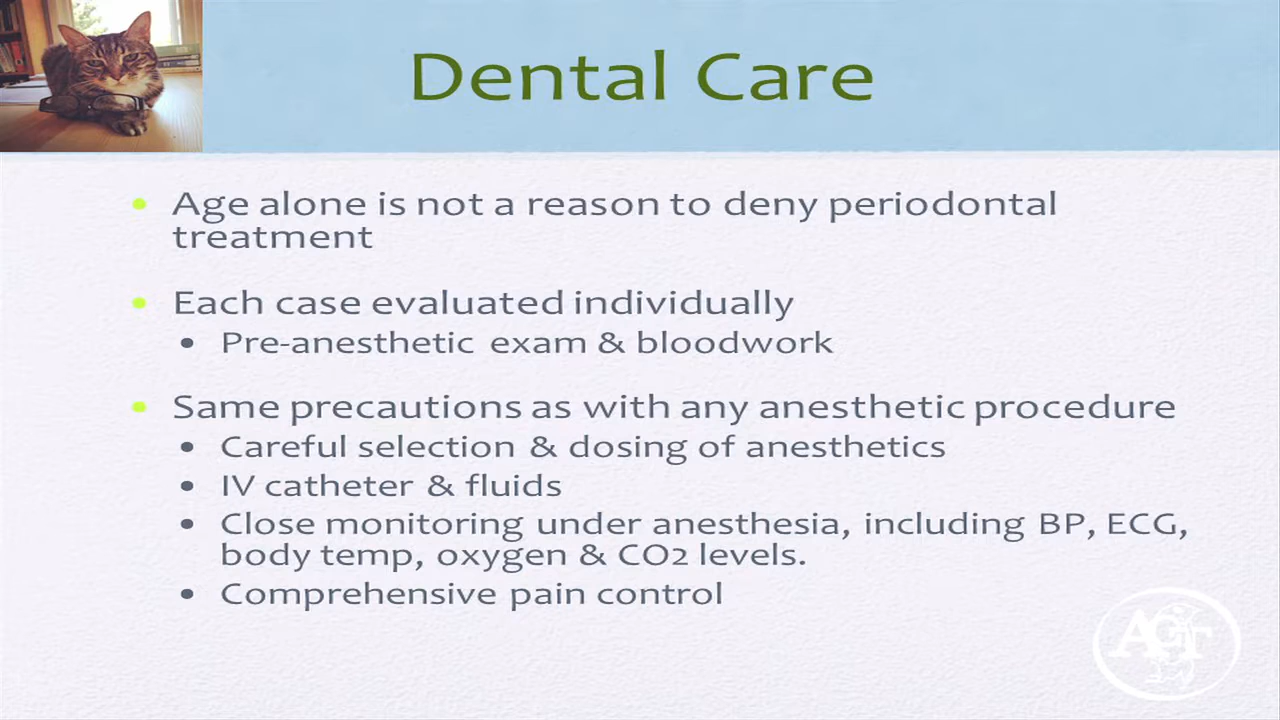 Dental Care
• Age alone is not a reason to deny periodontal
treatment
• Each case evaluated individually
• Pre-anesthetic exam & bloodwork
• Same precautions as with any anesthetic procedure
• Careful selection & dosing of anesthetics
• IV catheter & fluids
• Close monitoring under anesthesia, including BP, ECG,
body temp, oxygen & CO2 levels.
• Comprehensive pain control